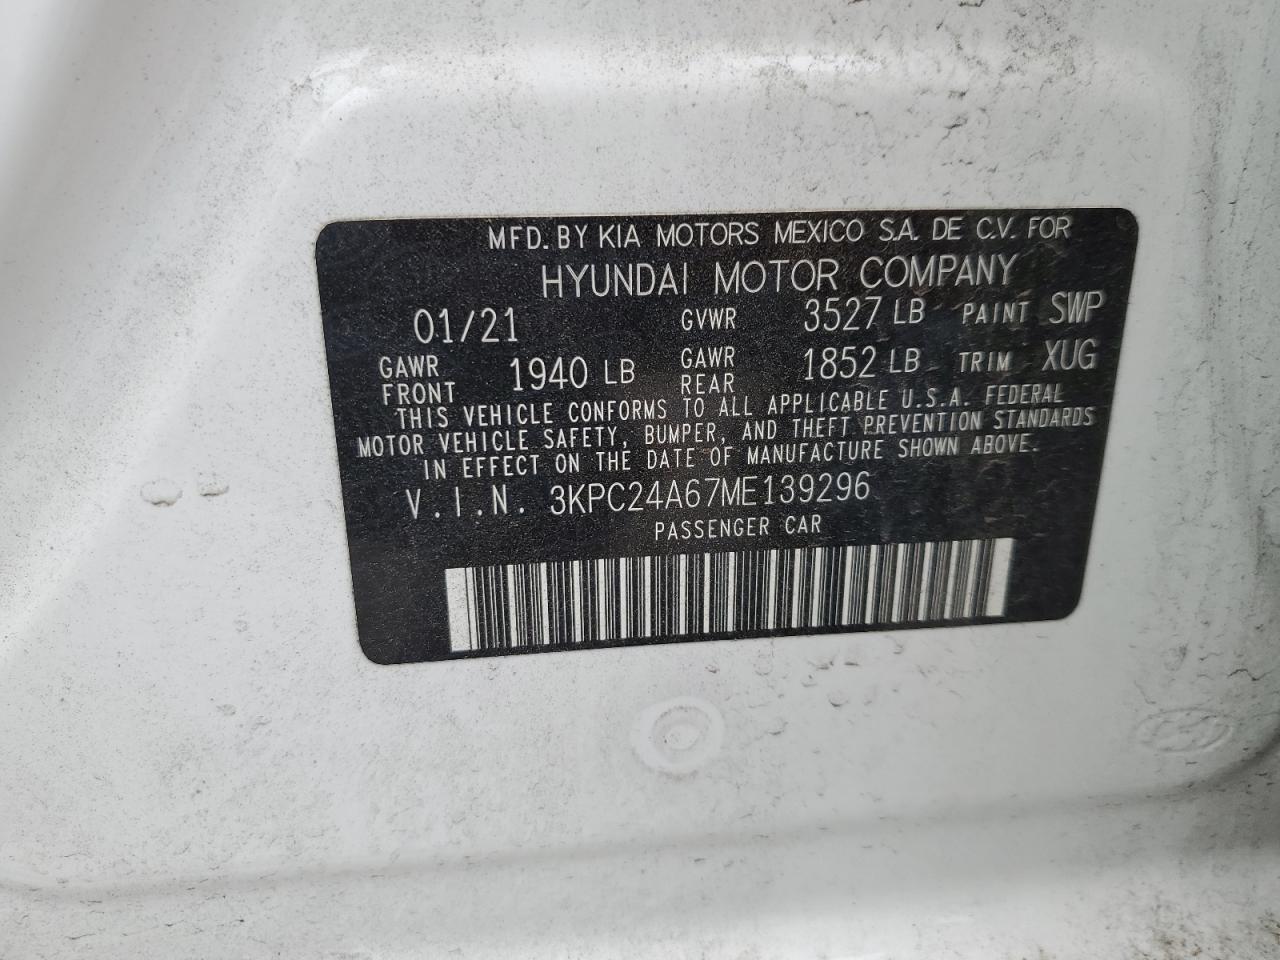 MFD. BY KIA MOTORS MEXICO S.A. DE C.V. FOR
HYUNDAI MOTOR COMPANY
01/21 GVWR 3527 LB PAINT SWP
GAWR FRONT 1940 LB GAWR REAR 1852 LB TRIM XUG
THIS VEHICLE CONFORMS TO ALL APPLICABLE U.S.A. FEDERAL
MOTOR VEHICLE SAFETY, BUMPER, AND THEFT PREVENTION STANDARDS
IN EFFECT ON THE DATE OF MANUFACTURE SHOWN ABOVE.
V.I.N. 3KPC24A67ME139296
PASSENGER CAR